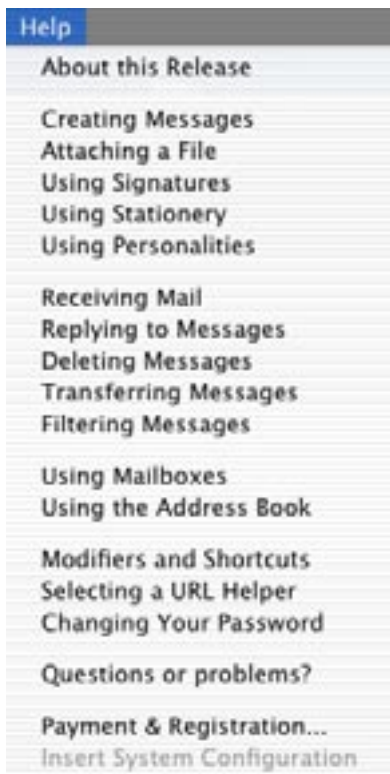 Help
About this Release
Creating Messages
Attaching a File
Using Signatures
Using Stationery
Using Personalities
Receiving Mail
Replying to Messages
Deleting Messages
Transferring Messages
Filtering Messages
Using Mailboxes
Using the Address Book
Modifiers and Shortcuts
Selecting a URL Helper
Changing Your Password
Questions or problems?
Payment & Registration...
Insert System Configuration